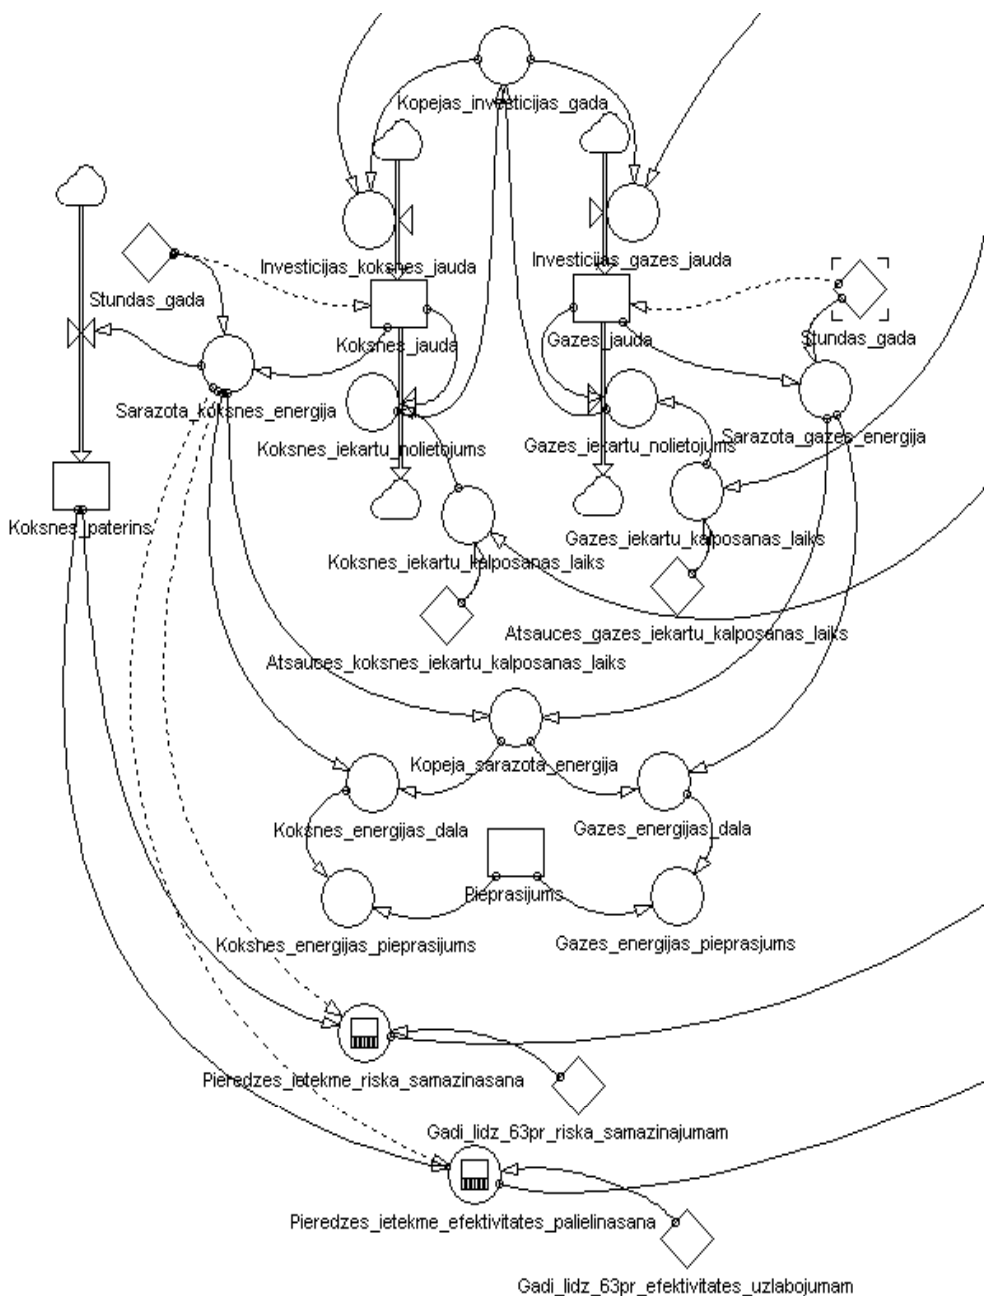 Kopejas_investicijas_gada
Investicijas_koksnes_jauda
Investicijas_gazes_jauda
Stundas_gada
Koksnes_jauda
Gazes_jauda
Stundas_gada
Sarazota_koksnes_energija
Koksnes_iekartu_nolietojums
Gazes_iekartu_nolietojums
Sarazota_gazes_energija
Koksnes_paterins
Koksnes_iekartu_kalposanas_laiks
Gazes_iekartu_kalposanas_laiks
Atsauces_koksnes_iekartu_kalposanas_laiks
Atsauces_gazes_iekartu_kalposanas_laiks
Kopeja_sarazota_energija
Koksnes_energijas_dala
Gazes_energijas_dala
Pieprasijums
Kokshes_energijas_pieprasijums
Gazes_energijas_pieprasjums
Pieredzes_ietekme_riska_samazinasana
Gadi_lidz_63pr_riska_samazinajumam
Pieredzes_ietekme_efektivitates_palielinasana
Gadi_lidz_63pr_efektivitates_uzlabojumam